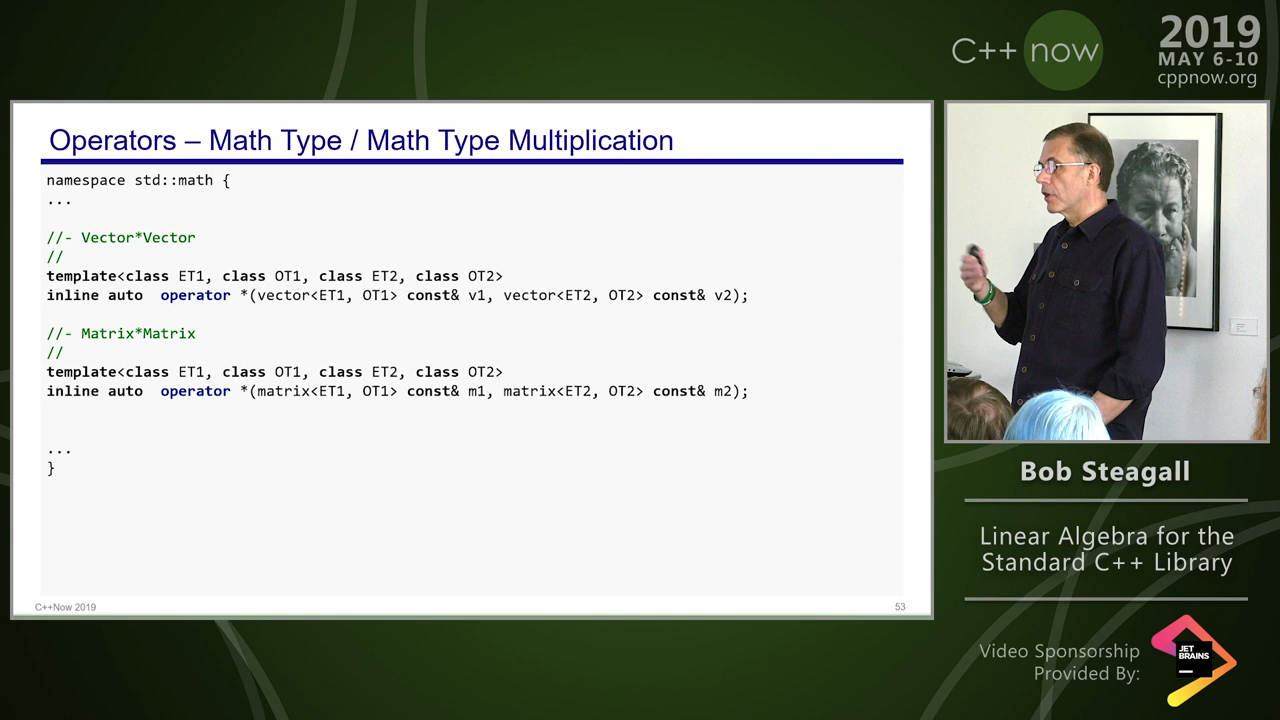 C++ now
2019
MAY 6-10
cppnow.org
Operators – Math Type / Math Type Multiplication
namespace std::math {
...
//- Vector*Vector
//
template<class ET1, class OT1, class ET2, class OT2>
inline auto  operator *(vector<ET1, OT1> const& v1, vector<ET2, OT2> const& v2);
//- Matrix*Matrix
//
template<class ET1, class OT1, class ET2, class OT2>
inline auto  operator *(matrix<ET1, OT1> const& m1, matrix<ET2, OT2> const& m2);
...
}
C++Now 2019
53
Bob Steagall
Linear Algebra for the
Standard C++ Library
Video Sponsorship
Provided By:
JET
BRAINS